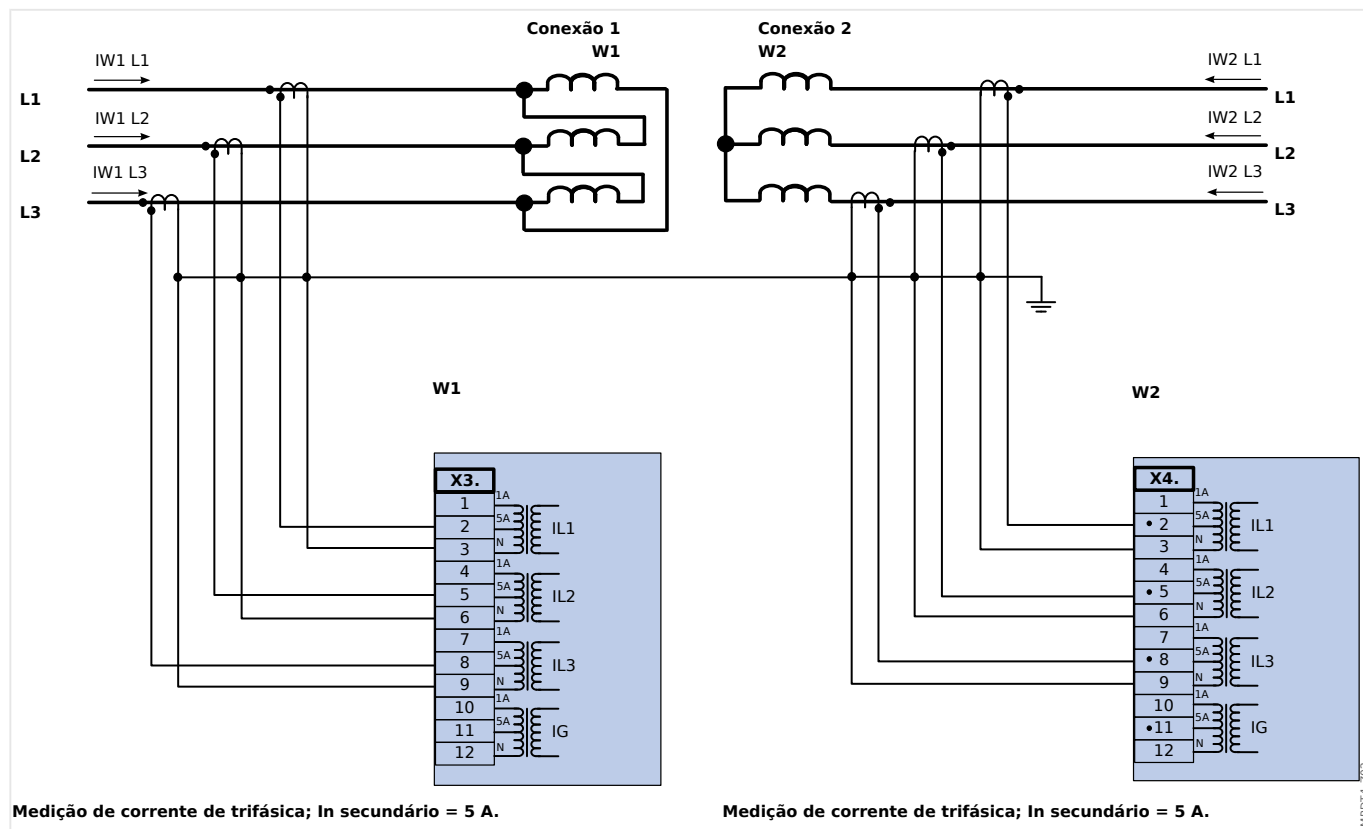 Conexão 1
W1
Conexão 2
W2
IW1 L1
L1
IW1 L2
L2
IW1 L3
L3
IW2 L1
L1
IW2 L2
L2
IW2 L3
L3
W1
X3.
1
2
3
4
5
6
7
8
9
10
11
12
1A
5A
N
IL1
1A
5A
N
IL2
1A
5A
N
IL3
1A
5A
N
IG
W2
X4.
1
• 2
3
4
• 5
6
7
• 8
9
10
•11
12
1A
5A
N
IL1
1A
5A
N
IL2
1A
5A
N
IL3
1A
5A
N
IG
Medição de corrente de trifásica; In secundário = 5 A.
Medição de corrente de trifásica; In secundário = 5 A.